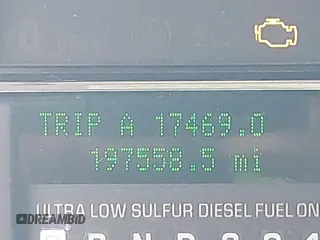 TRIP A 17469.0
197558.5 mi
ULTRA LOW SULFUR DIESEL FUEL ON
DREAMBID